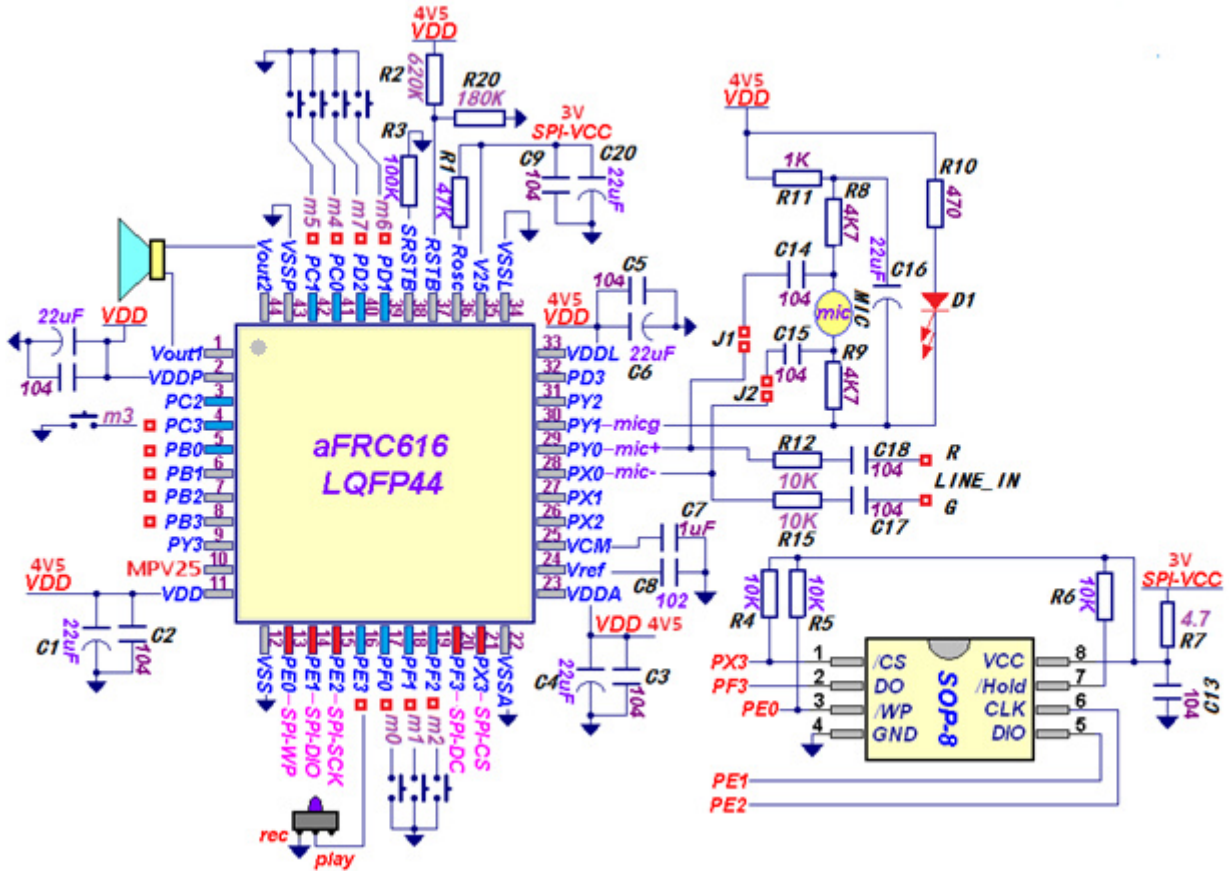 4V5
VDD
R2
620K
R20
180K
R3
100K
R1
47K
3V
SPI-VCC
C9
104
C20
22uF
4V5
VDD
1K
R11
R8
4K7
R10
470
C14
104
22uF
C16
mic
MIC
D1
C15
104
R9
4K7
J1
J2
m5
m4
m7
m6
Vout2
VSSP
PC1
PC0
PD2
PD1
SRSTB
RSTB
Rosc
V25
VSSL
44
43
42
41
40
39
38
37
36
35
34
C5
104
4V5
VDD
22uF
C6
22uF
VDD
104
m3
Vout1 1
VDDP 2
PC2 3
PC3 4
PB0 5
PB1 6
PB2 7
PB3 8
PY3 9
MPV25 10
VDD 11
4V5
VDD
C1
22uF
C2
104
aFRC616
LQFP44
33 VDDL
32 PD3
31 PY2
30 PY1-micg
29 PY0-mic+
28 PX0-mic-
27 PX1
26 PX2
25 VCM
24 Vref
23 VDDA
R12
10K
C18
104
R
LINE_IN
G
10K
R15
104
C17
C7
1uF
C8
102
VDD 4V5
C4
22uF
C3
104
12
13
14
15
16
17
18
19
20
21
22
VSS
PE0-SPI-WP
PE1-SPI-DIO
PE2-SPI-SCK
PE3
PF0
PF1
PF2
PF3-SPI-DC
PX3-SPI-CS
VSSA
m0
m1
m2
rec
play
10K
R4
10K
R5
R6
10K
3V
SPI-VCC
4.7
R7
C13
104
PX3
PF3
PE0
PE1
PE2
1 /CS
2 DO
3 /WP
4 GND
SOP-8
VCC 8
/Hold 7
CLK 6
DIO 5